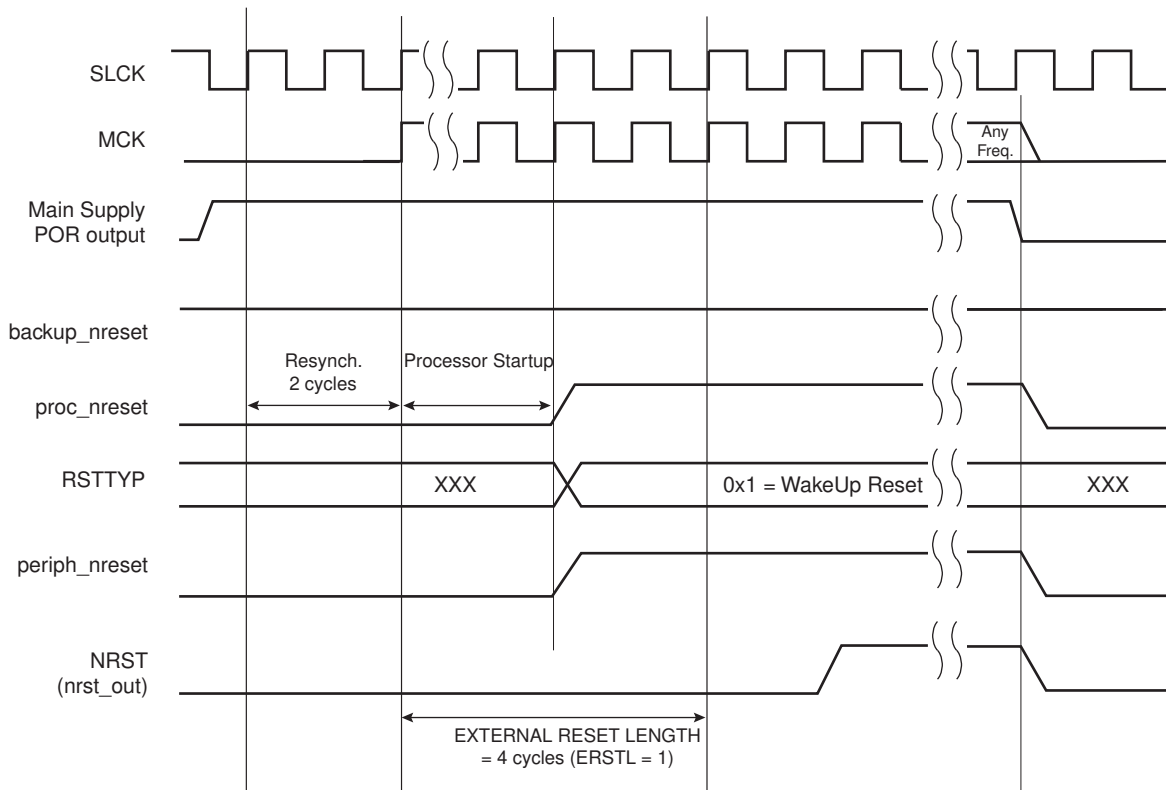 SLCK
MCK
Any
Freq.
Main Supply
POR output
backup_nreset
Resynch.
2 cycles
Processor Startup
proc_nreset
RSTTYP
XXX
0x1 = WakeUp Reset
XXX
periph_nreset
NRST
(nrst_out)
EXTERNAL RESET LENGTH
= 4 cycles (ERSTL = 1)